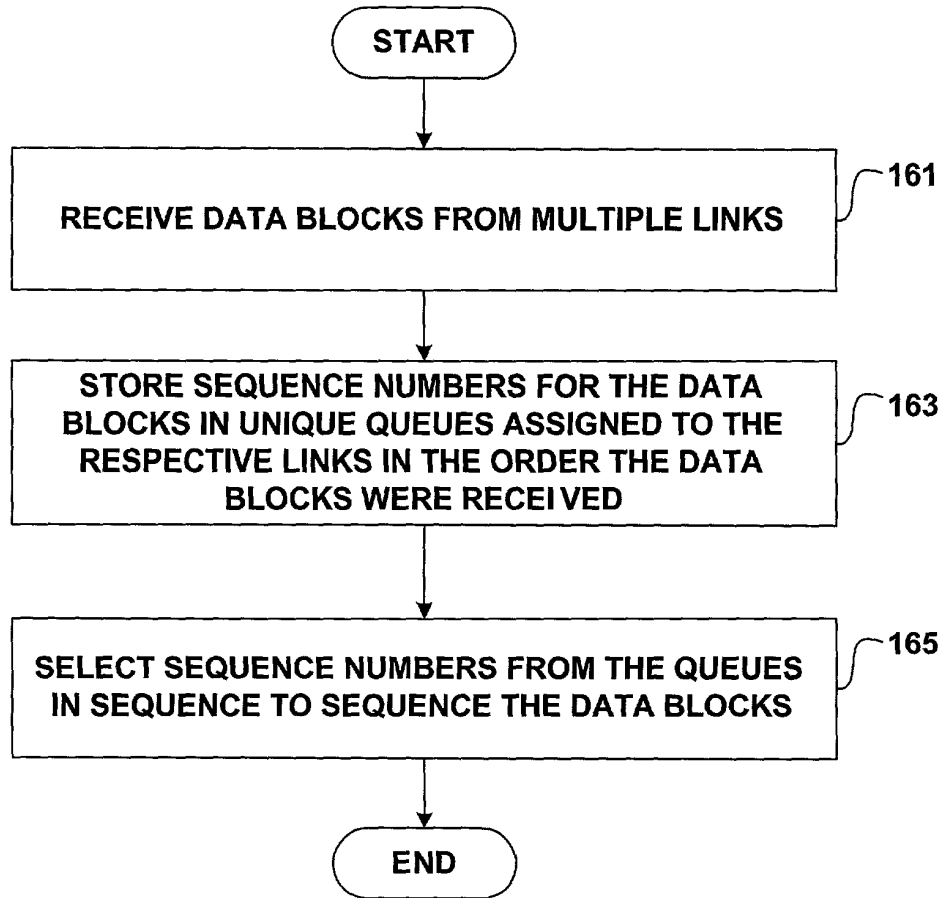 START
RECEIVE DATA BLOCKS FROM MULTIPLE LINKS
161
STORE SEQUENCE NUMBERS FOR THE DATA
BLOCKS IN UNIQUE QUEUES ASSIGNED TO THE
RESPECTIVE LINKS IN THE ORDER THE DATA
BLOCKS WERE RECEIVED
163
SELECT SEQUENCE NUMBERS FROM THE QUEUES
IN SEQUENCE TO SEQUENCE THE DATA BLOCKS
165
END